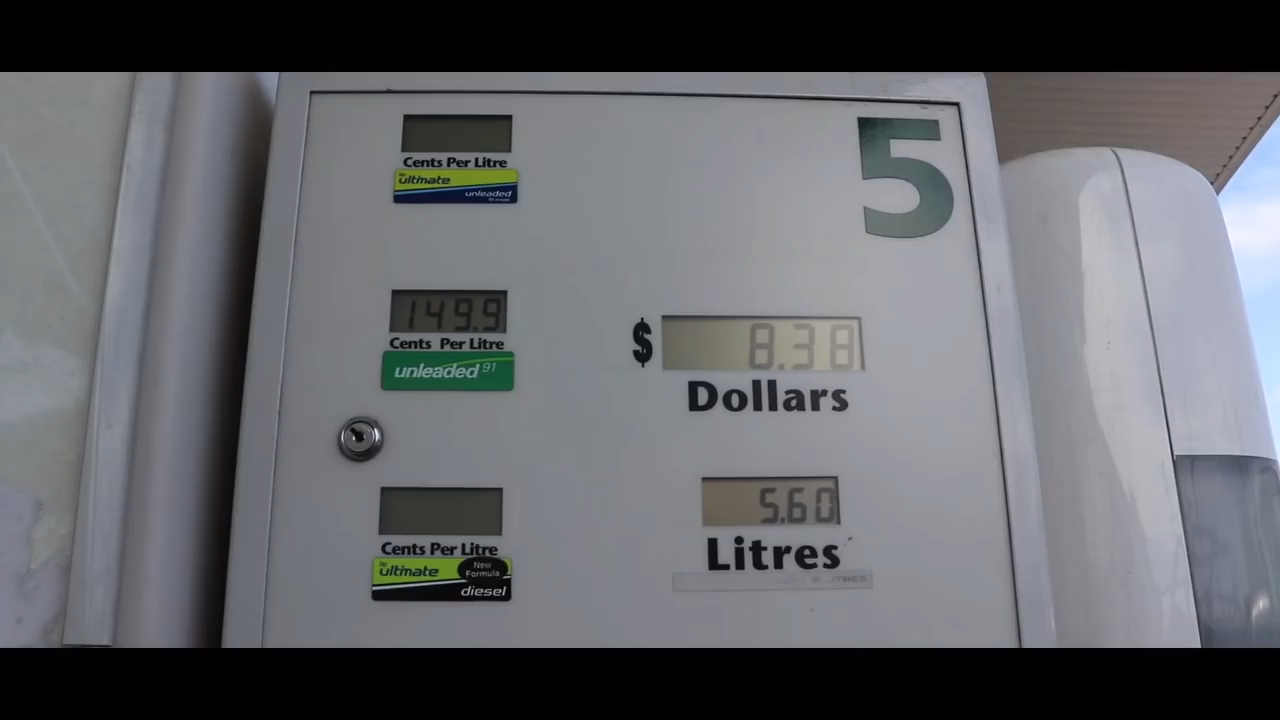 5
Cents Per Litre
ultimate
unleaded
149.9
Cents Per Litre
unleaded 91
$ 8.38
Dollars
Cents Per Litre
ultimate
New
Formula
diesel
5.60
Litres
LITRES